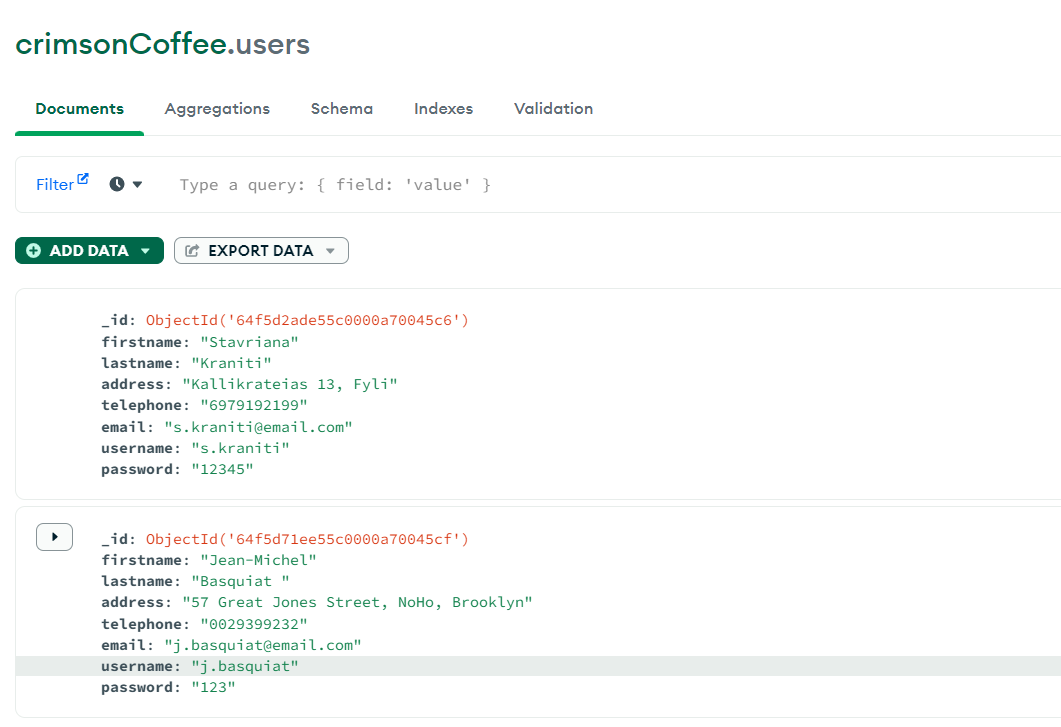 crimsonCoffee.users
Documents Aggregations Schema Indexes Validation
Filter Type a query: { field: 'value' }
ADD DATA EXPORT DATA
_id: ObjectId('64f5d2ade55c0000a70045c6')
firstname: "Stavriana"
lastname: "Kraniti"
address: "Kallikrateias 13, Fyli"
telephone: "6979192199"
email: "s.kraniti@email.com"
username: "s.kraniti"
password: "12345"
_id: ObjectId('64f5d71ee55c0000a70045cf')
firstname: "Jean-Michel"
lastname: "Basquiat "
address: "57 Great Jones Street, NoHo, Brooklyn"
telephone: "0029399232"
email: "j.basquiat@email.com"
username: "j.basquiat"
password: "123"